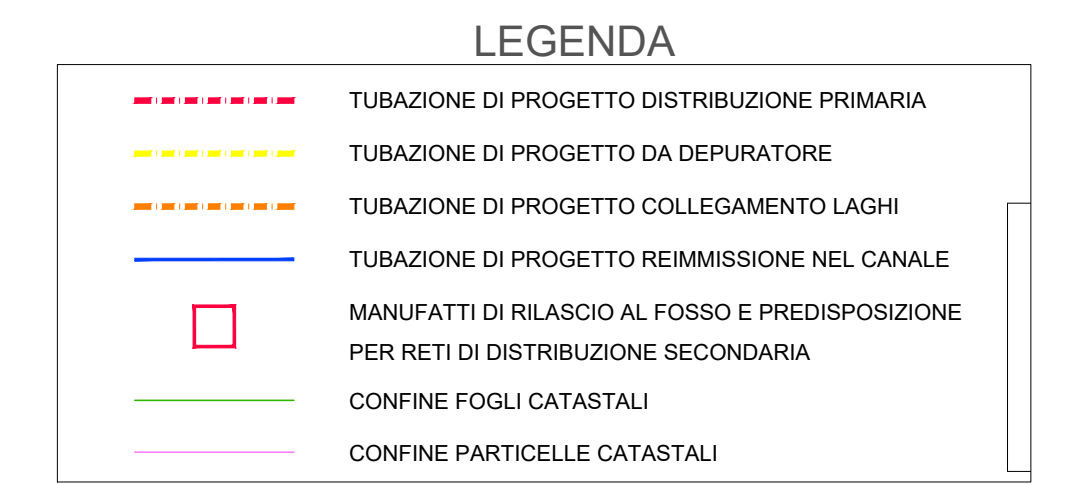 LEGENDA
TUBAZIONE DI PROGETTO DISTRIBUZIONE PRIMARIA
TUBAZIONE DI PROGETTO DA DEPURATORE
TUBAZIONE DI PROGETTO COLLEGAMENTO LAGHI
TUBAZIONE DI PROGETTO REIMMISSIONE NEL CANALE
MANUFATTI DI RILASCIO AL FOSSO E PREDISPOSIZIONE
PER RETI DI DISTRIBUZIONE SECONDARIA
CONFINE FOGLI CATASTALI
CONFINE PARTICELLE CATASTALI